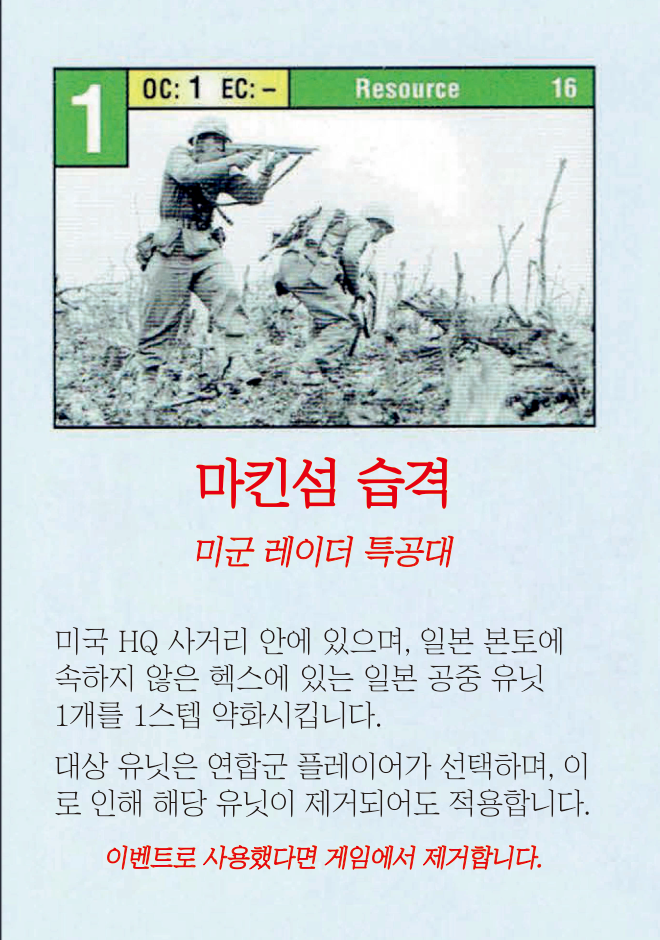 1 OC: 1 EC: – Resource 16
마킨섬 습격
미군 레이더 특공대
미국 HQ 사거리 안에 있으며, 일본 본토에
속하지 않은 헥스에 있는 일본 공중 유닛
1개를 1스텝 약화시킵니다.
대상 유닛은 연합군 플레이어가 선택하며, 이
로 인해 해당 유닛이 제거되어도 적용합니다.
이벤트로 사용했다면 게임에서 제거합니다.